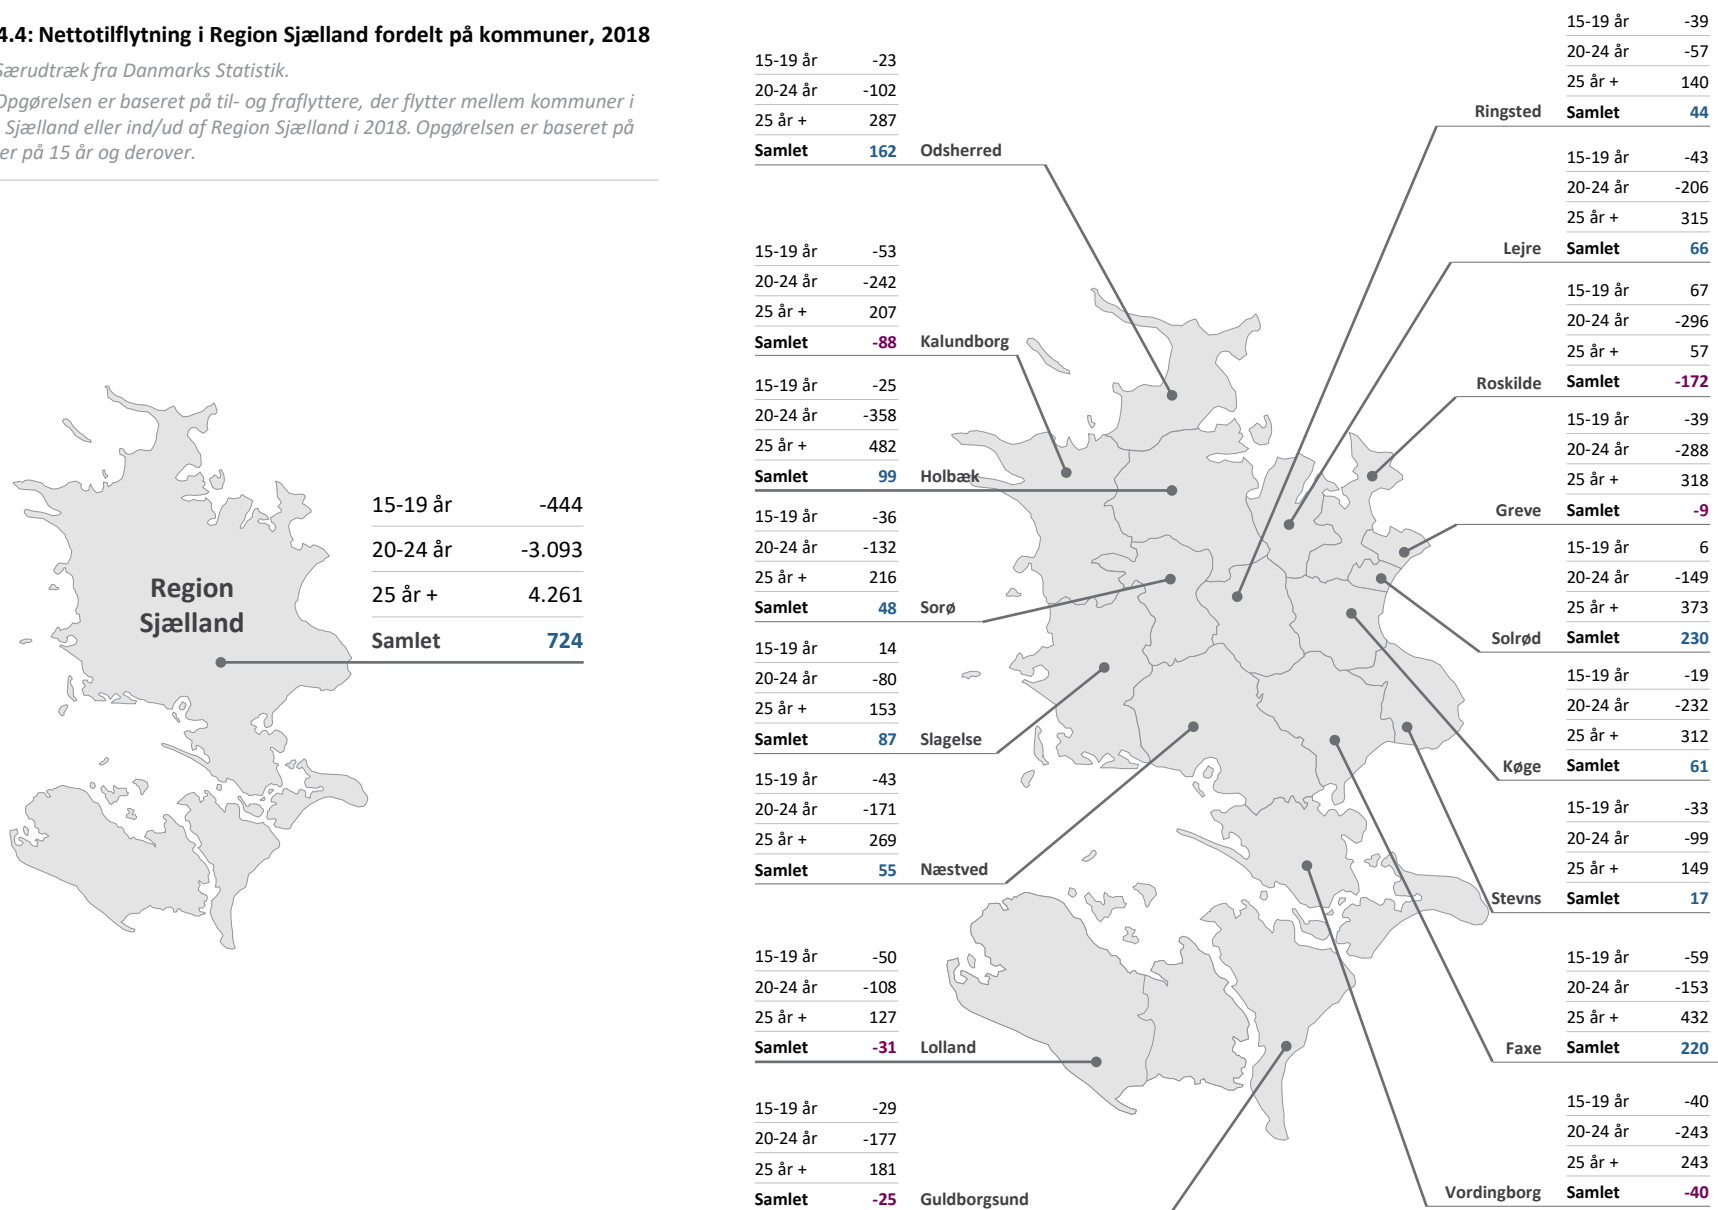 4.4: Nettotilflytning i Region Sjælland fordelt på kommuner, 2018
Særudtræk fra Danmarks Statistik.
Opgørelsen er baseret på til- og fraflyttere, der flytter mellem kommuner i
Sjælland eller ind/ud af Region Sjælland i 2018. Opgørelsen er baseret på
er på 15 år og derover.
Region
Sjælland
15-19 år -444
20-24 år -3.093
25 år + 4.261
Samlet 724
15-19 år -23
20-24 år -102
25 år + 287
Samlet 162 Odsherred
15-19 år -53
20-24 år -242
25 år + 207
Samlet -88 Kalundborg
15-19 år -25
20-24 år -358
25 år + 482
Samlet 99 Holbæk
15-19 år -36
20-24 år -132
25 år + 216
Samlet 48 Sorø
15-19 år 14
20-24 år -80
25 år + 153
Samlet 87 Slagelse
15-19 år -43
20-24 år -171
25 år + 269
Samlet 55 Næstved
15-19 år -50
20-24 år -108
25 år + 127
Samlet -31 Lolland
15-19 år -29
20-24 år -177
25 år + 181
Samlet -25 Guldborgsund
15-19 år -39
20-24 år -57
25 år + 140
Ringsted Samlet 44
15-19 år -43
20-24 år -206
25 år + 315
Lejre Samlet 66
15-19 år 67
20-24 år -296
25 år + 57
Roskilde Samlet -172
15-19 år -39
20-24 år -288
25 år + 318
Greve Samlet -9
15-19 år 6
20-24 år -149
25 år + 373
Solrød Samlet 230
15-19 år -19
20-24 år -232
25 år + 312
Køge Samlet 61
15-19 år -33
20-24 år -99
25 år + 149
Stevns Samlet 17
15-19 år -59
20-24 år -153
25 år + 432
Faxe Samlet 220
15-19 år -40
20-24 år -243
25 år + 243
Vordingborg Samlet -40